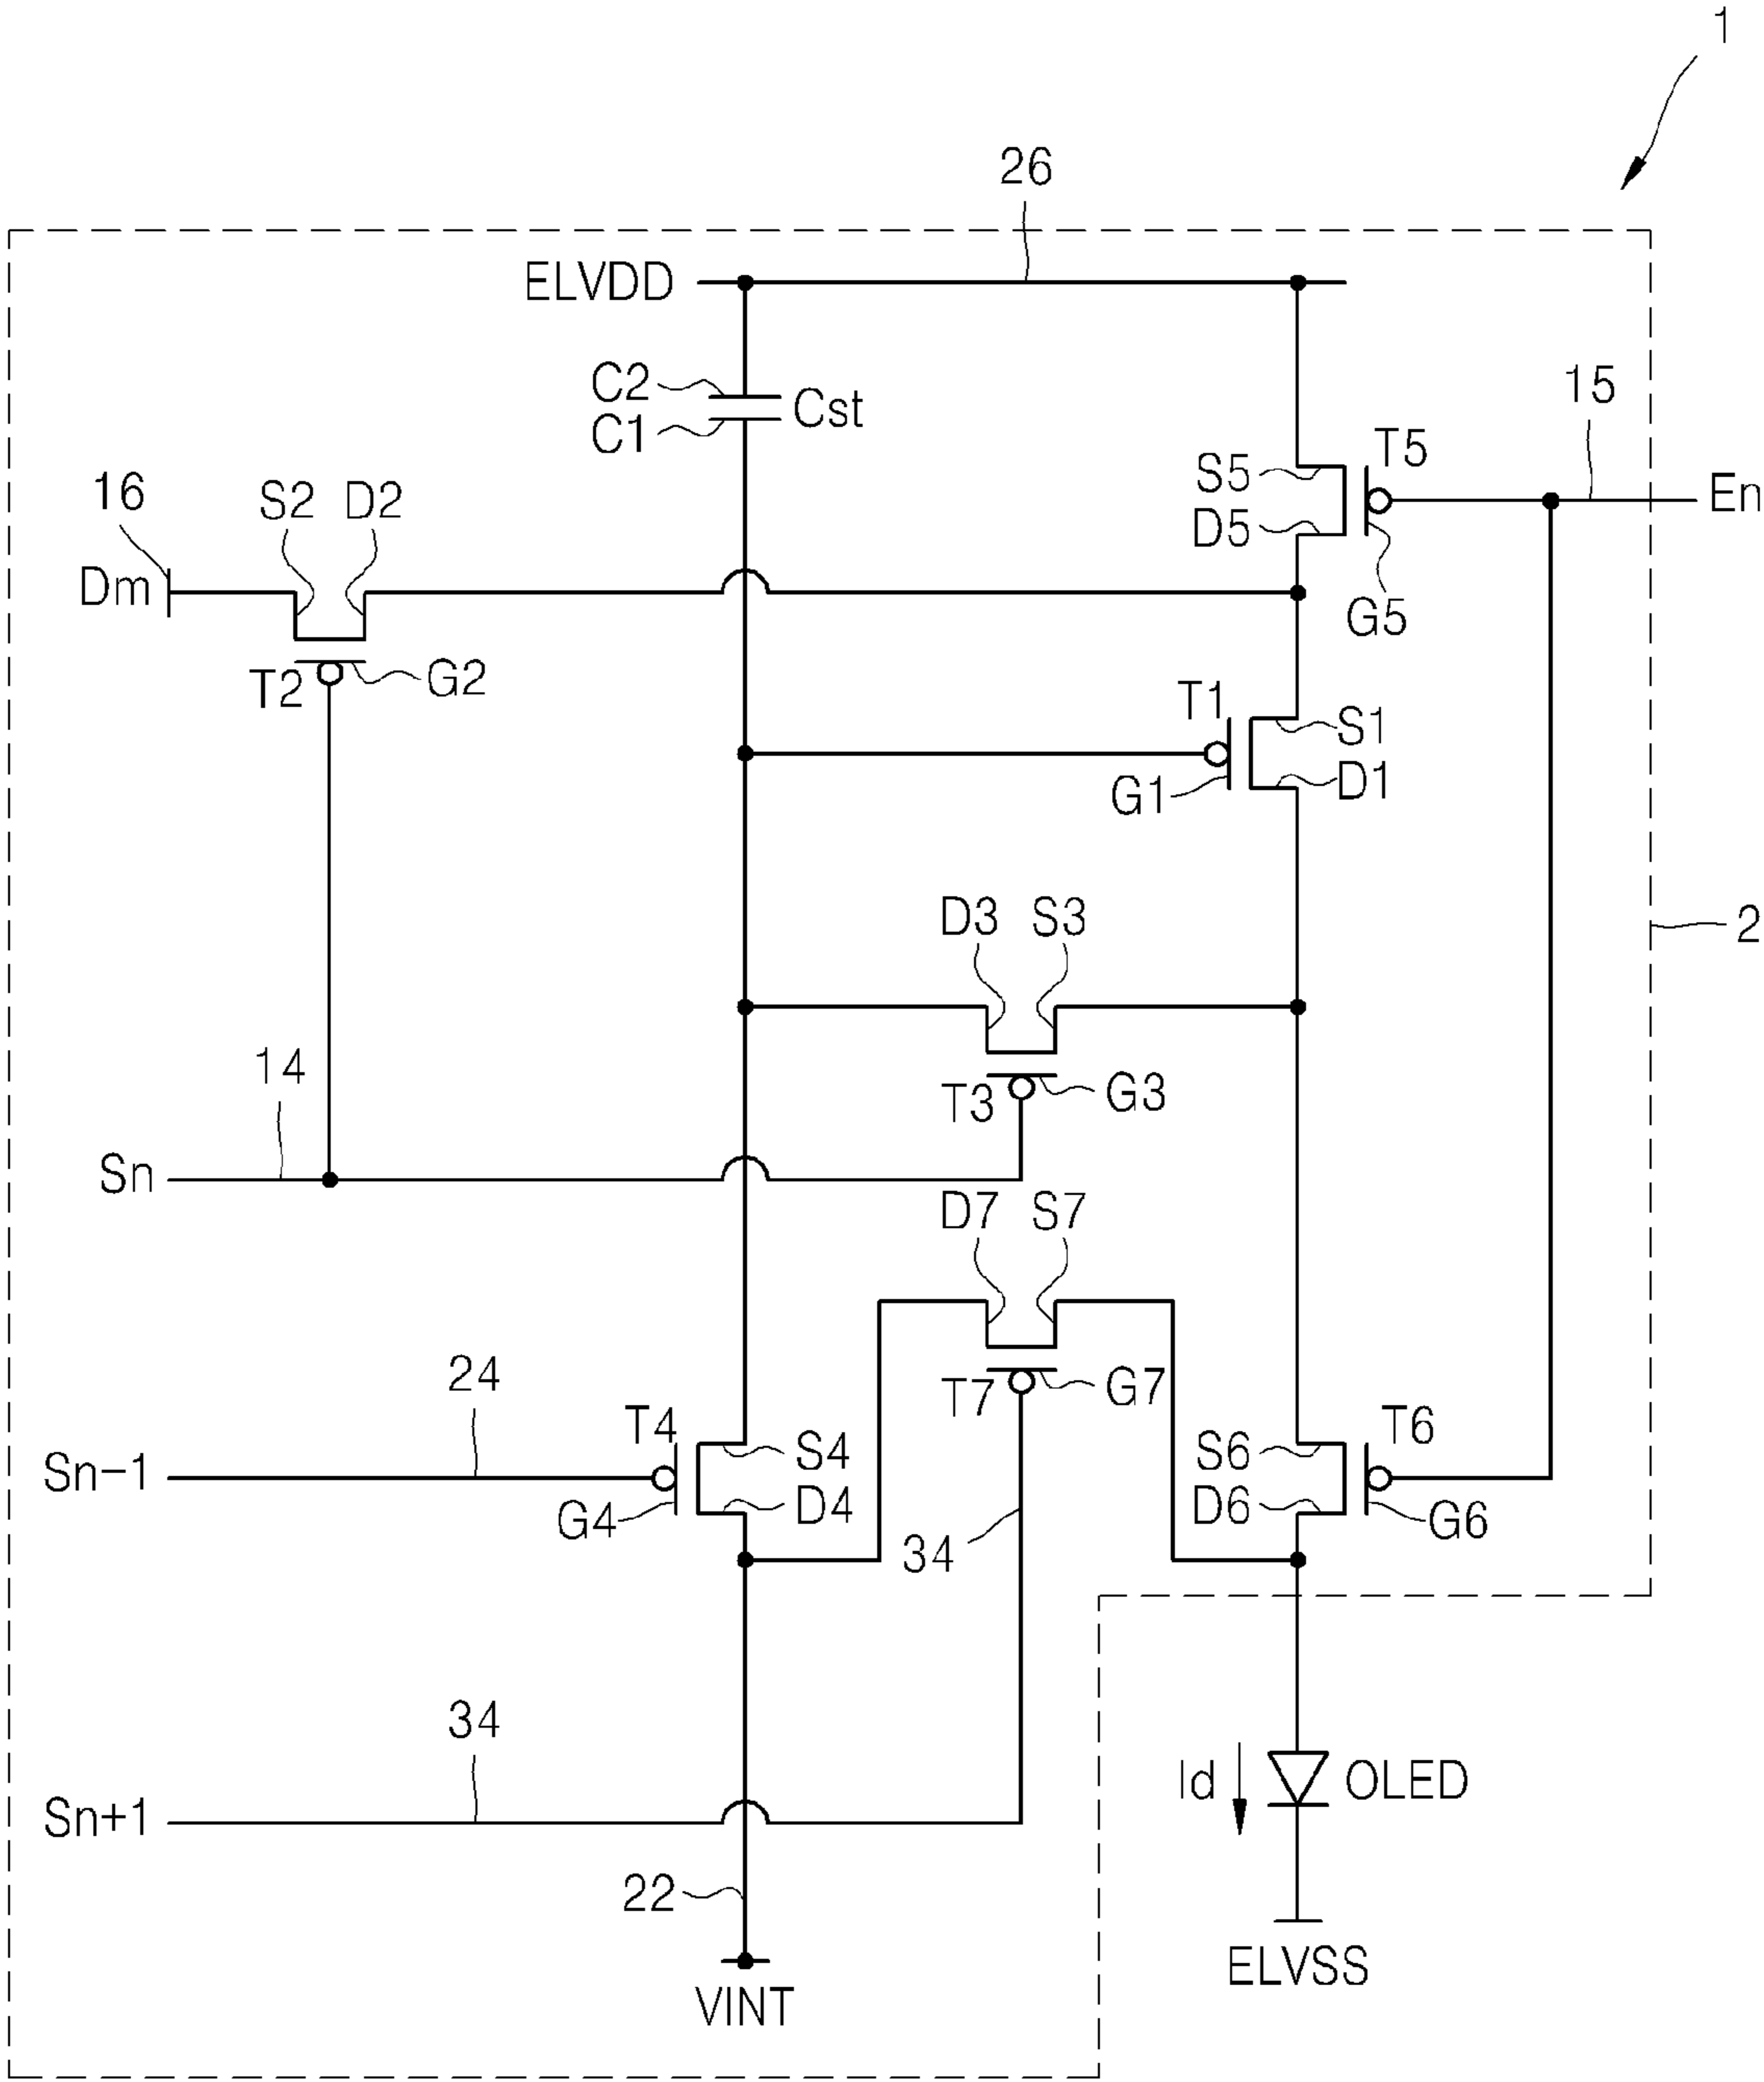 1
26
ELVDD
C2
Cst
C1
15
T5
S5
En
D5
G5
16
S2
D2
Dm
T2
G2
T1
S1
G1
D1
D3
S3
2
14
T3
G3
Sn
D7
S7
24
T7
G7
T4
S4
S6
T6
Sn-1
G4
D4
D6
G6
34
34
Id
OLED
Sn+1
22
ELVSS
VINT